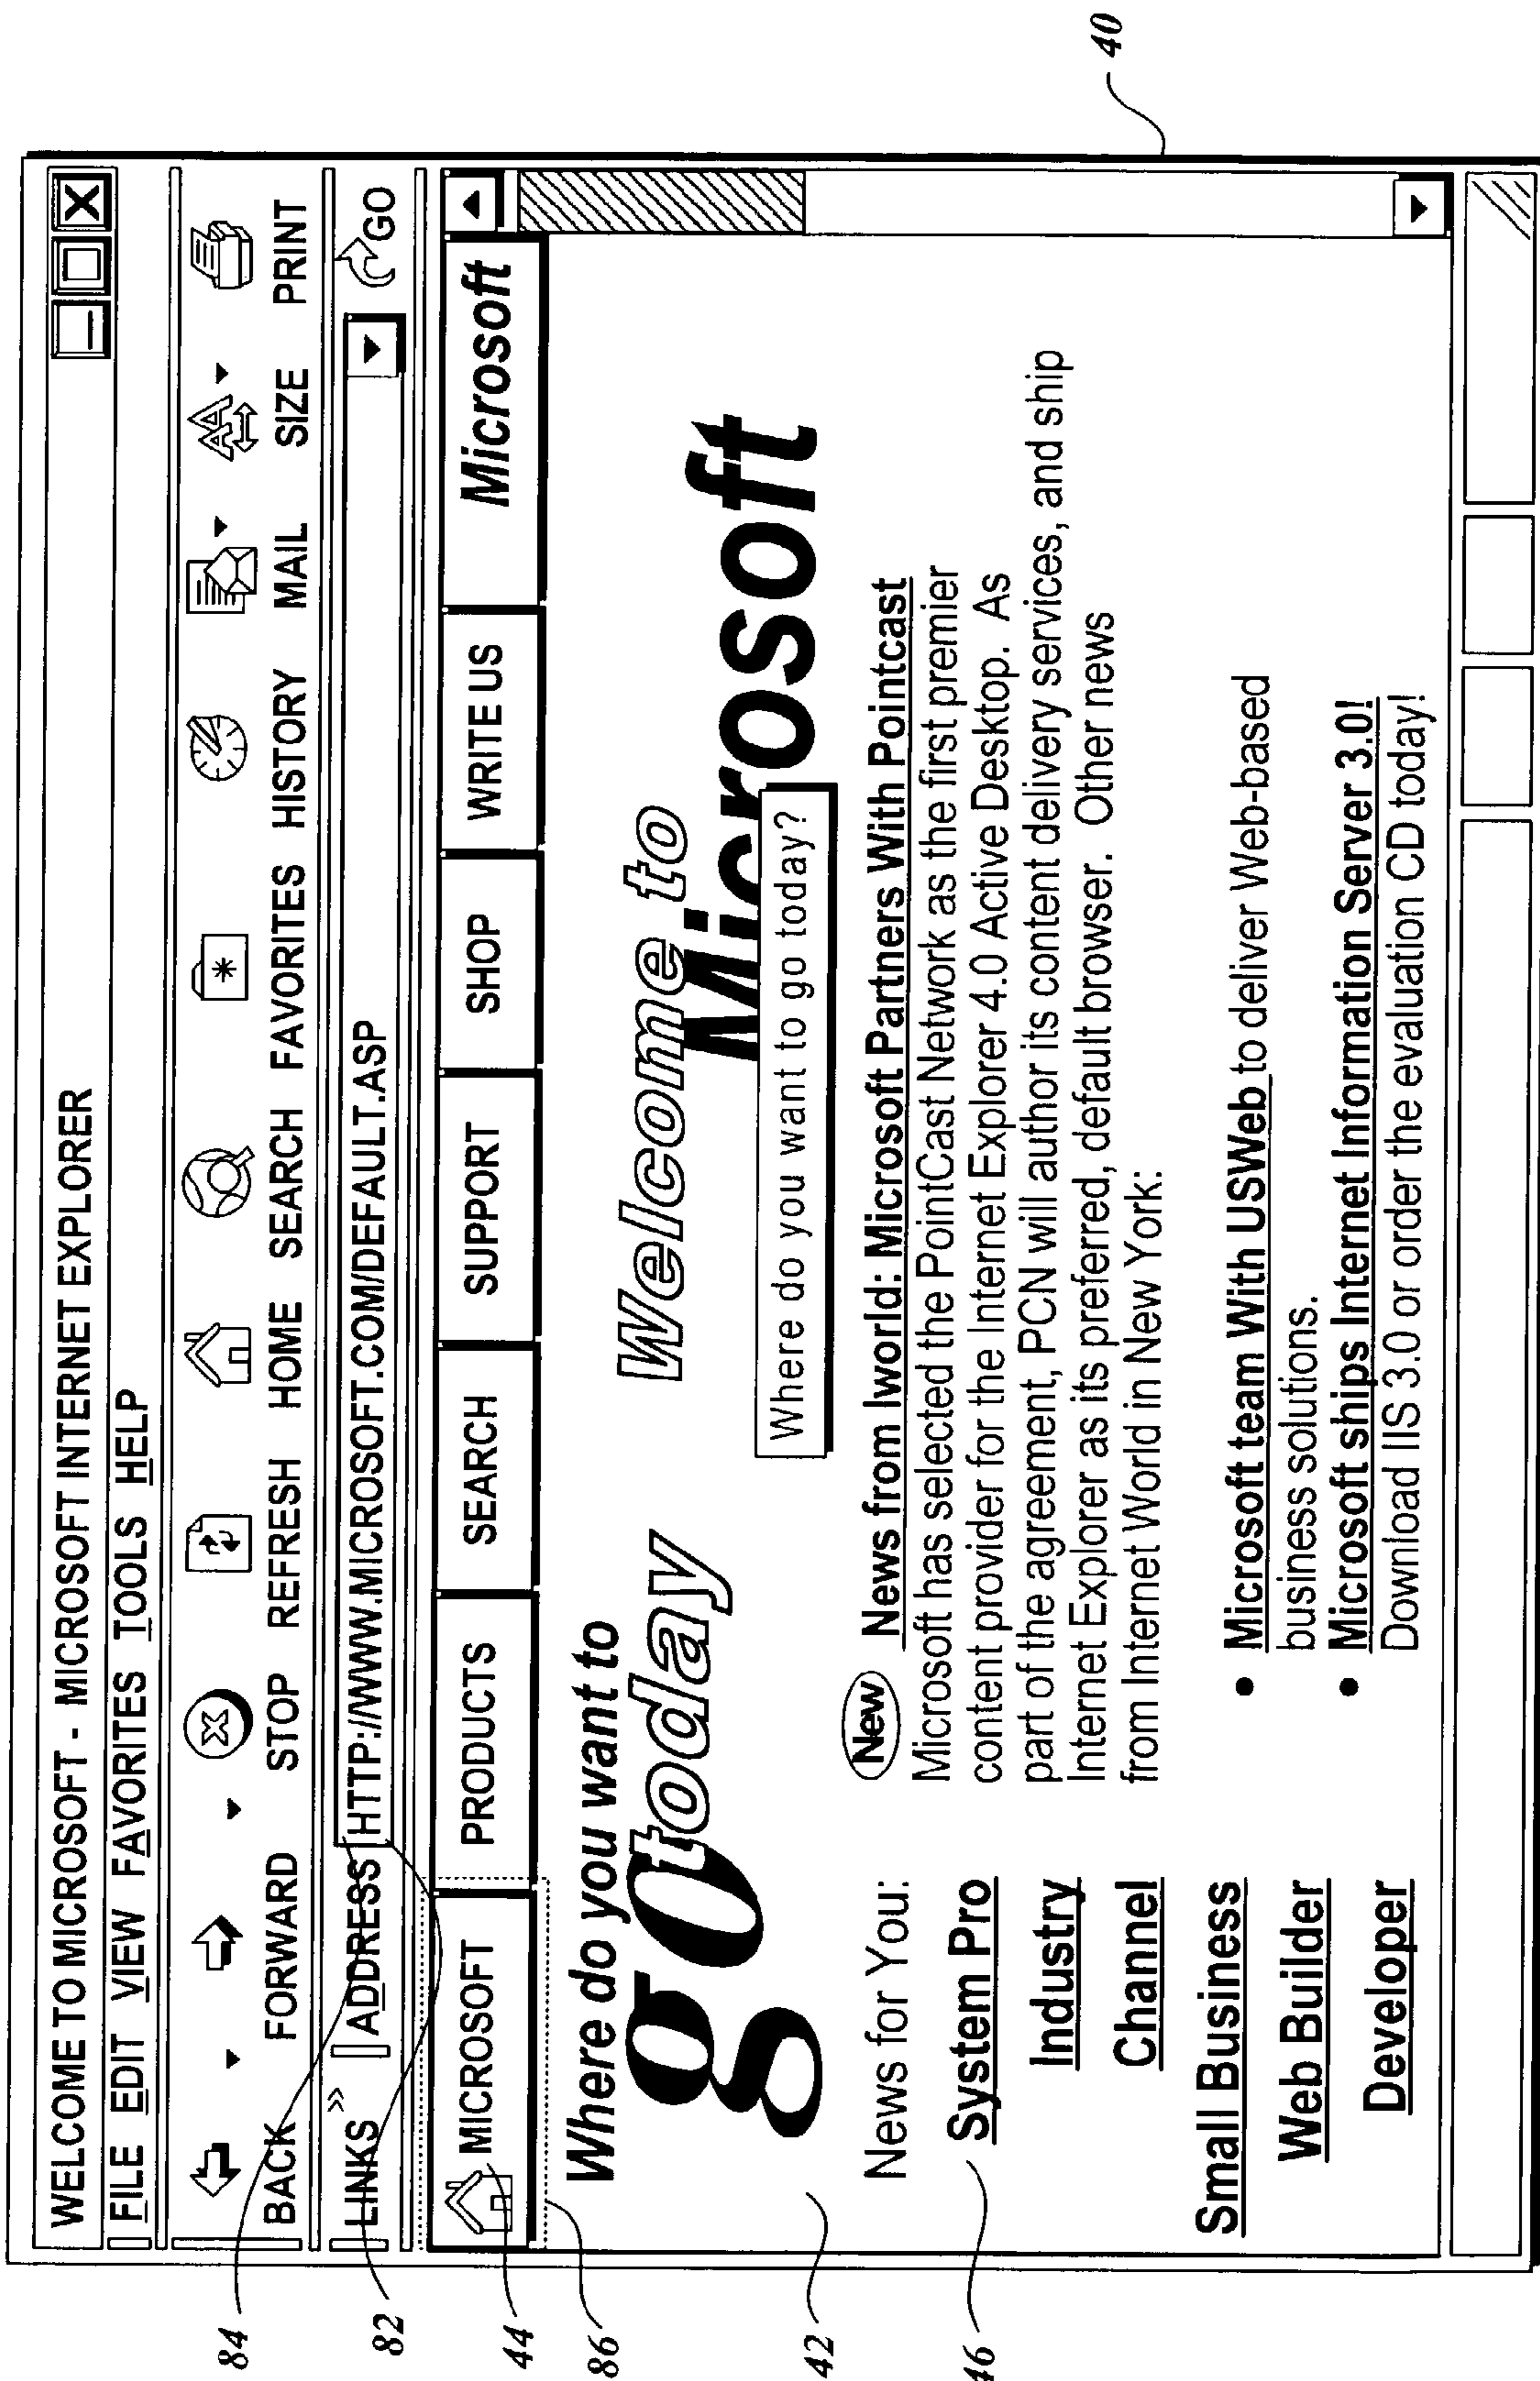 WELCOME TO MICROSOFT - MICROSOFT INTERNET EXPLORER
FILE EDIT VIEW FAVORITES TOOLS HELP
BACK FORWARD STOP REFRESH HOME SEARCH FAVORITES HISTORY MAIL SIZE PRINT
LINKS » ADDRESS HTTP://WWW.MICROSOFT.COM/DEFAULT.ASP GO
MICROSOFT PRODUCTS SEARCH SUPPORT SHOP WRITE US Microsoft
Where do you want to
go today
Welcome to
Microsoft
Where do you want to go today?
News for You:
System Pro
Industry
Channel
Small Business
Web Builder
Developer
New News from Iworld: Microsoft Partners With Pointcast
Microsoft has selected the PointCast Network as the first premier
content provider for the Internet Explorer 4.0 Active Desktop. As
part of the agreement, PCN will author its content delivery services, and ship
Internet Explorer as its preferred, default browser. Other news
from Internet World in New York:
• Microsoft team With USWeb to deliver Web-based
business solutions.
• Microsoft ships Internet Information Server 3.0!
Download IIS 3.0 or order the evaluation CD today!
84
82
44
86
42
46
40